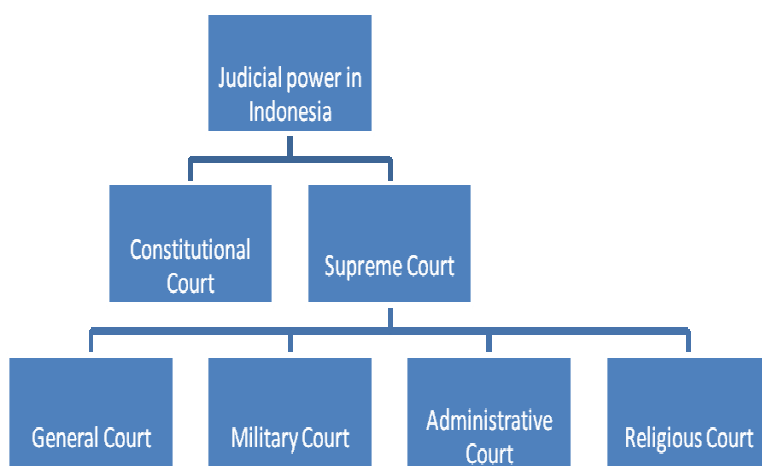 Judicial power in
Indonesia
Constitutional
Court
Supreme Court
General Court
Military Court
Administrative
Court
Religious Court